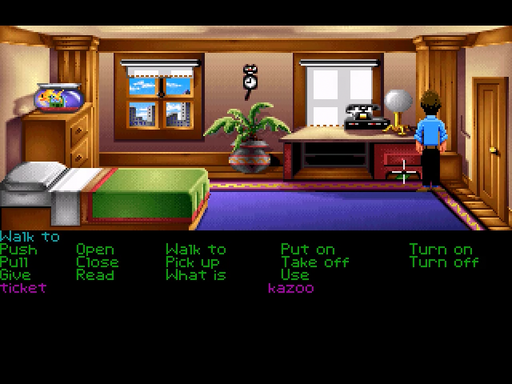 Walk to
Push Open Walk to Put on Turn on
Pull Close Pick up Take off Turn off
Give Read What is Use
ticket kazoo